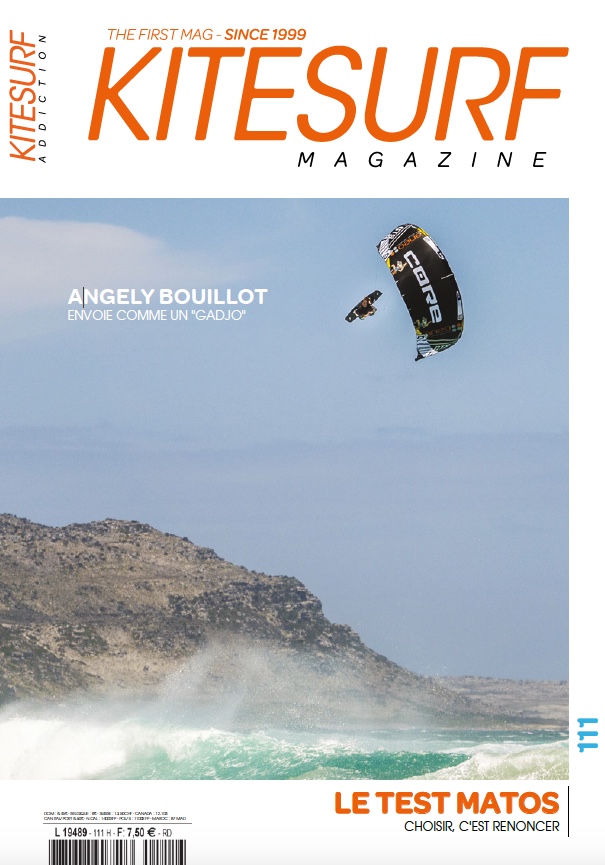 KITESURF
ADDICTION
THE FIRST MAG - SINCE 1999
KITESURF
MAGAZINE
CORE
ANGELY BOUILLOT
ENVOIE COMME UN "GADJO"
111
LE TEST MATOS
CHOISIR, C'EST RENONCER
L 19489 - 111 H - F: 7,50 € - RD